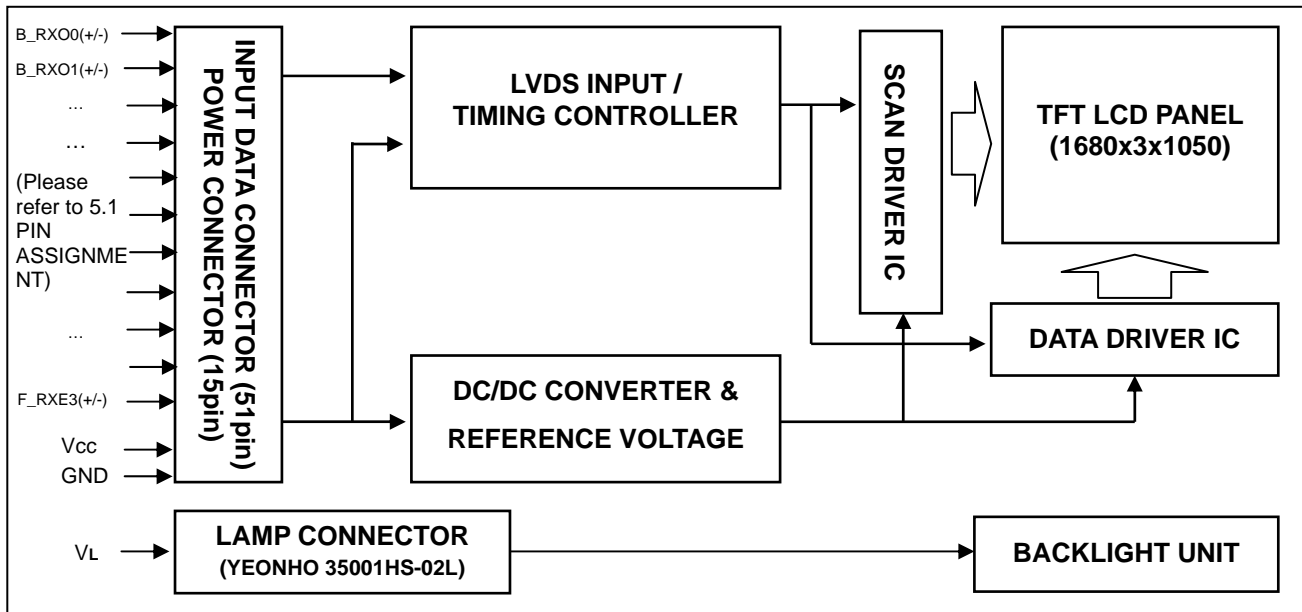 B_RXO0(+/-)
B_RXO1(+/-)
...
...
(Please
refer to 5.1
PIN
ASSIGNME
NT)
...
F_RXE3(+/-)
Vcc
GND
VL
INPUT DATA CONNECTOR (51pin)
POWER CONNECTOR (15pin)
LVDS INPUT /
TIMING CONTROLLER
DC/DC CONVERTER &
REFERENCE VOLTAGE
SCAN DRIVER IC
TFT LCD PANEL
(1680x3x1050)
DATA DRIVER IC
LAMP CONNECTOR
(YEONHO 35001HS-02L)
BACKLIGHT UNIT